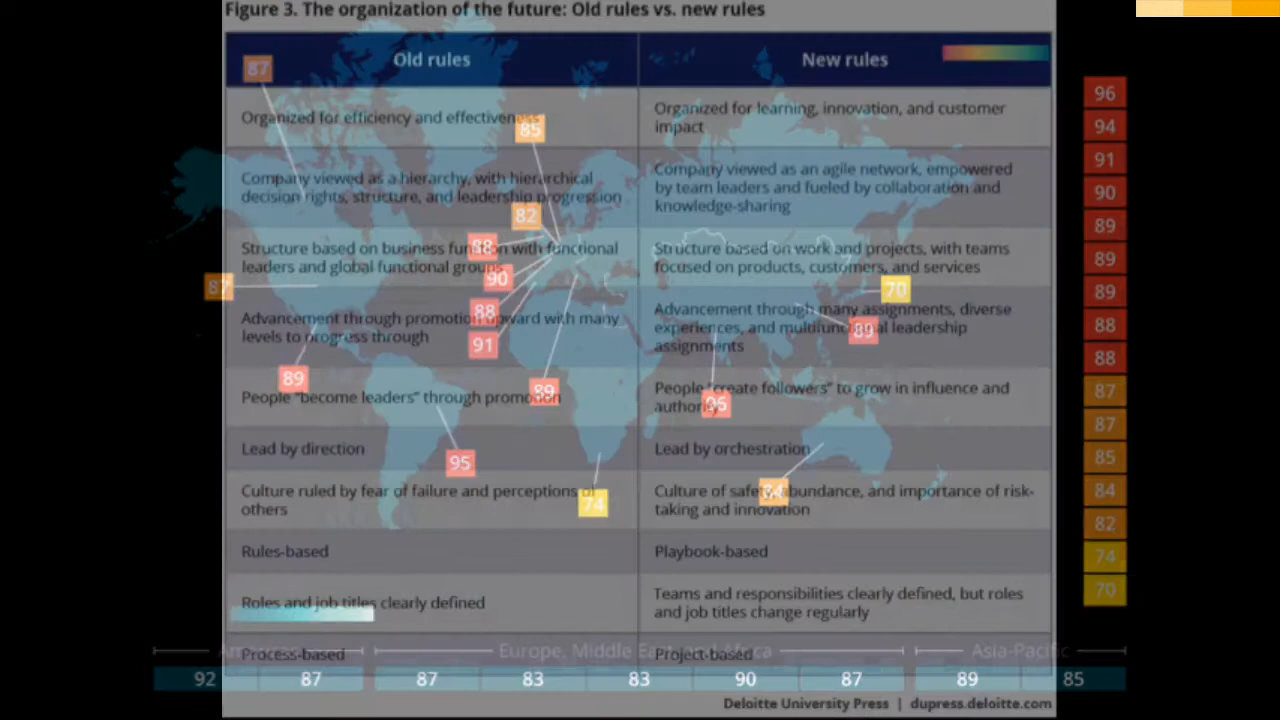 Figure 3. The organization of the future: Old rules vs. new rules
Old rules
New rules
87
Organized for efficiency and effectiveness
85
Organized for learning, innovation, and customer
impact
Company viewed as a hierarchy, with hierarchical
decision rights, structure, and leadership progression
82
Company viewed as an agile network, empowered
by team leaders and fueled by collaboration and
knowledge-sharing
Structure based on business function with functional
leaders and global functional groups
88
90
Structure based on work and projects, with teams
focused on products, customers, and services
87
70
Advancement through promotion upward with many
levels to progress through
88
91
Advancement through many assignments, diverse
experiences, and multifunctional leadership
assignments
89
89
People “become leaders” through promotion
89
People “create followers” to grow in influence and
authority
96
Lead by direction
95
Lead by orchestration
Culture ruled by fear of failure and perceptions of
others
74
Culture of safety, abundance, and importance of risk-
taking and innovation
84
Rules-based
Playbook-based
Roles and job titles clearly defined
Teams and responsibilities clearly defined, but roles
and job titles change regularly
Process-based
Project-based
96
94
91
90
89
89
89
88
88
87
87
85
84
82
74
70
Americas
Europe, Middle East, and Africa
Asia-Pacific
92 87 87 83 83 90 87 89 85
Deloitte University Press | dupress.deloitte.com